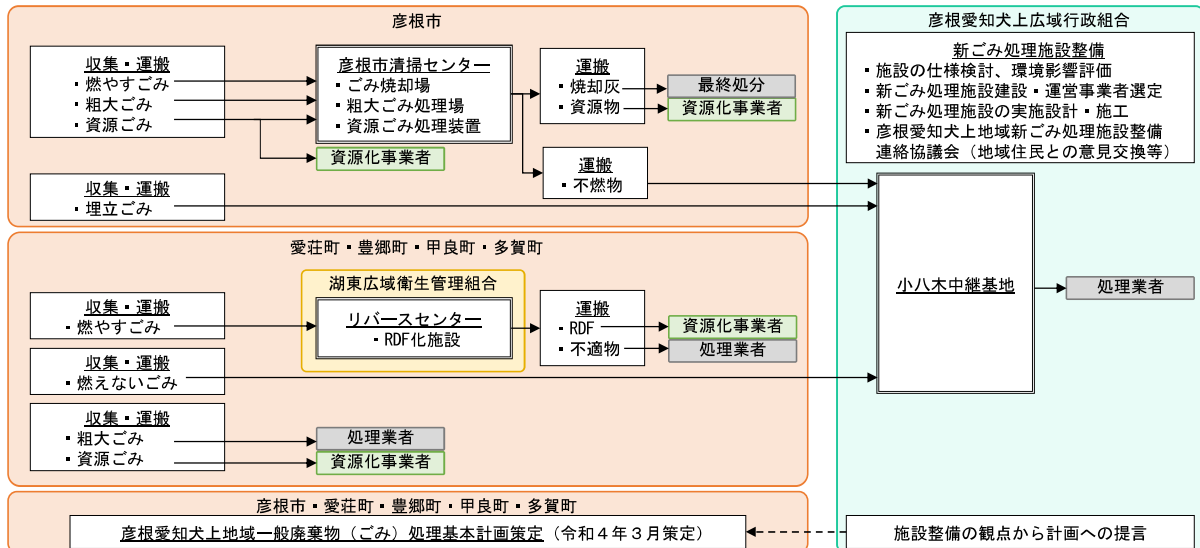 彦根市
収集・運搬
・燃やすごみ
・粗大ごみ
・資源ごみ
彦根市清掃センター
・ごみ焼却場
・粗大ごみ処理場
・資源ごみ処理装置
資源化事業者
運搬
・焼却灰
・資源物
最終処分
資源化事業者
運搬
・不燃物
収集・運搬
・埋立ごみ
愛荘町・豊郷町・甲良町・多賀町
収集・運搬
・燃やすごみ
湖東広域衛生管理組合
リバースセンター
・RDF化施設
運搬
・RDF
・不適物
資源化事業者
処理業者
収集・運搬
・燃えないごみ
収集・運搬
・粗大ごみ
・資源ごみ
処理業者
資源化事業者
彦根市・愛荘町・豊郷町・甲良町・多賀町
彦根愛知犬上地域一般廃棄物（ごみ）処理基本計画策定（令和４年３月策定）
彦根愛知犬上広域行政組合
新ごみ処理施設整備
・施設の仕様検討、環境影響評価
・新ごみ処理施設建設・運営事業者選定
・新ごみ処理施設の実施設計・施工
・彦根愛知犬上地域新ごみ処理施設整備
連絡協議会（地域住民との意見交換等）
小八木中継基地
処理業者
施設整備の観点から計画への提言